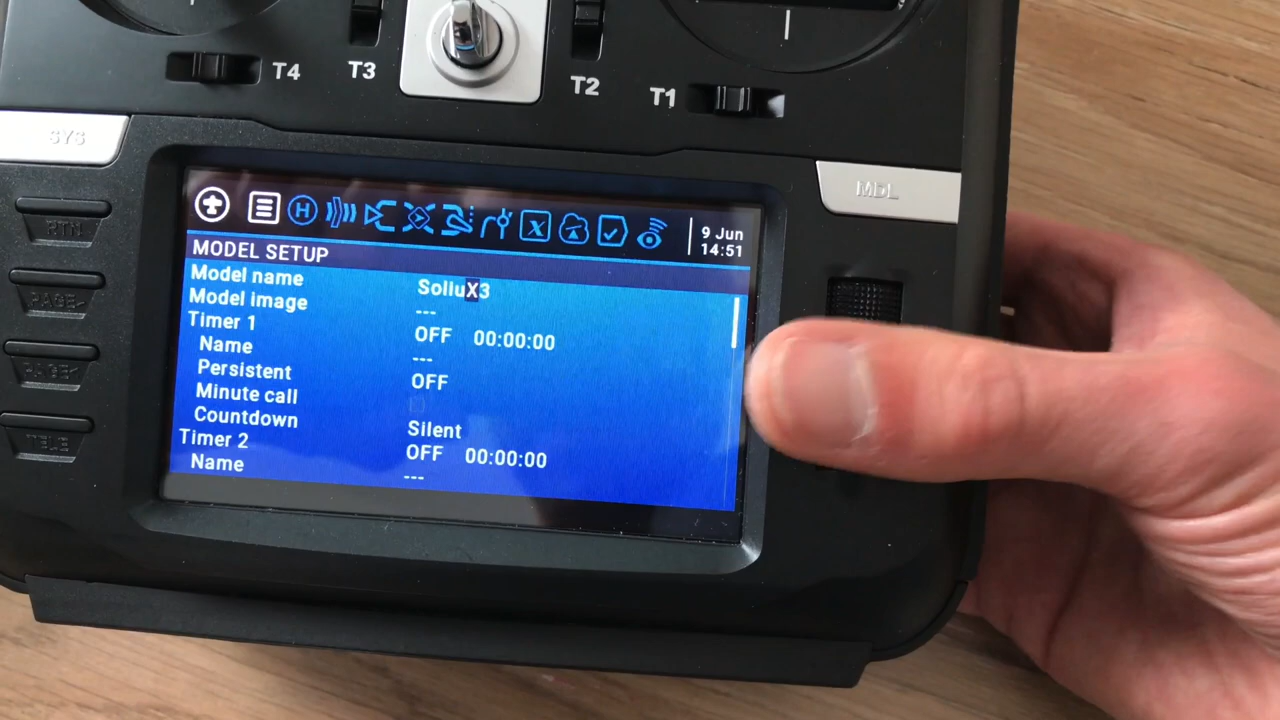 T4 T3 T2 T1
SYS
MDL
RTN
PAGE>
PAGE<
TELE
9 Jun
14:51
MODEL SETUP
Model name SolluX3
Model image ---
Timer 1 OFF 00:00:00
Name ---
Persistent OFF
Minute call
Countdown Silent
Timer 2 OFF 00:00:00
Name ---